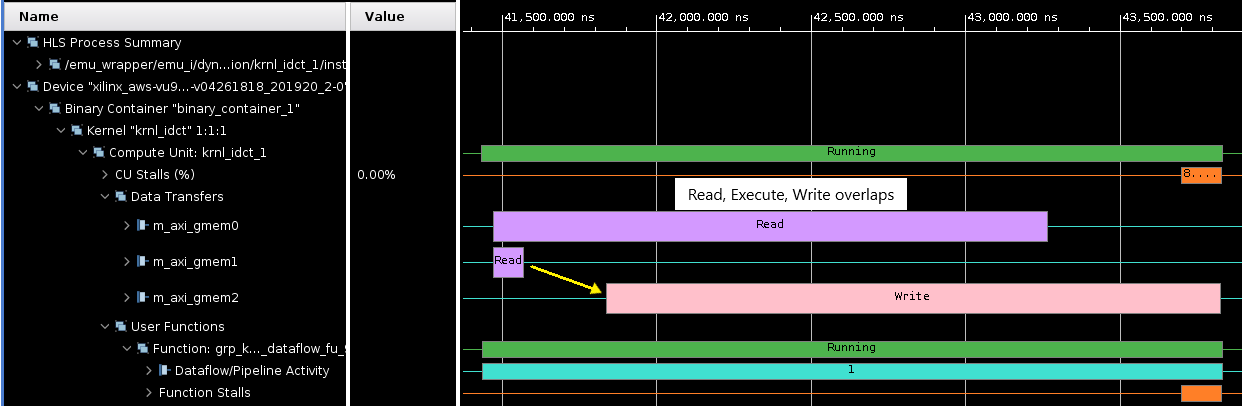 Name Value 41,500.000 ns 42,000.000 ns 42,500.000 ns 43,000.000 ns 43,500.000 ns
HLS Process Summary
/emu_wrapper/emu_i/dyn...ion/krnl_idct_1/inst
Device "xilinx_aws-vu9...-v04261818_201920_2-0"
Binary Container "binary_container_1"
Kernel "krnl_idct" 1:1:1
Compute Unit: krnl_idct_1 Running
CU Stalls (%) 0.00% 8....
Data Transfers Read, Execute, Write overlaps
m_axi_gmem0 Read
m_axi_gmem1 Read
m_axi_gmem2 Write
User Functions
Function: grp_k..._dataflow_fu_ Running
Dataflow/Pipeline Activity 1
Function Stalls